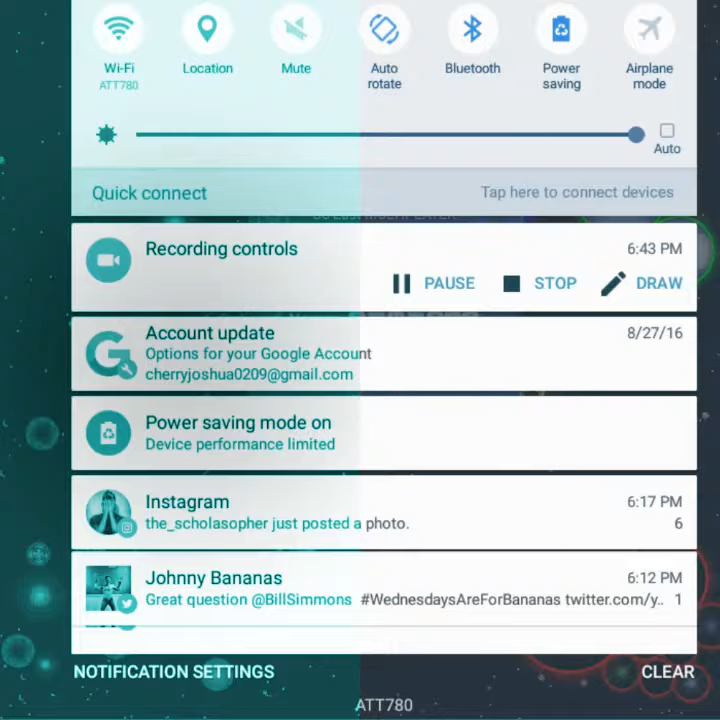 Wi-Fi
ATT780
Location
Mute
Auto
rotate
Bluetooth
Power
saving
Airplane
mode
Auto
Quick connect
Tap here to connect devices
Recording controls
6:43 PM
PAUSE
STOP
DRAW
Account update
8/27/16
Options for your Google Account
cherryjoshua0209@gmail.com
Power saving mode on
Device performance limited
Instagram
6:17 PM
the_scholasopher just posted a photo.
6
Johnny Bananas
6:12 PM
Great question @BillSimmons #WednesdaysAreForBananas twitter.com/y..
1
NOTIFICATION SETTINGS
CLEAR
ATT780